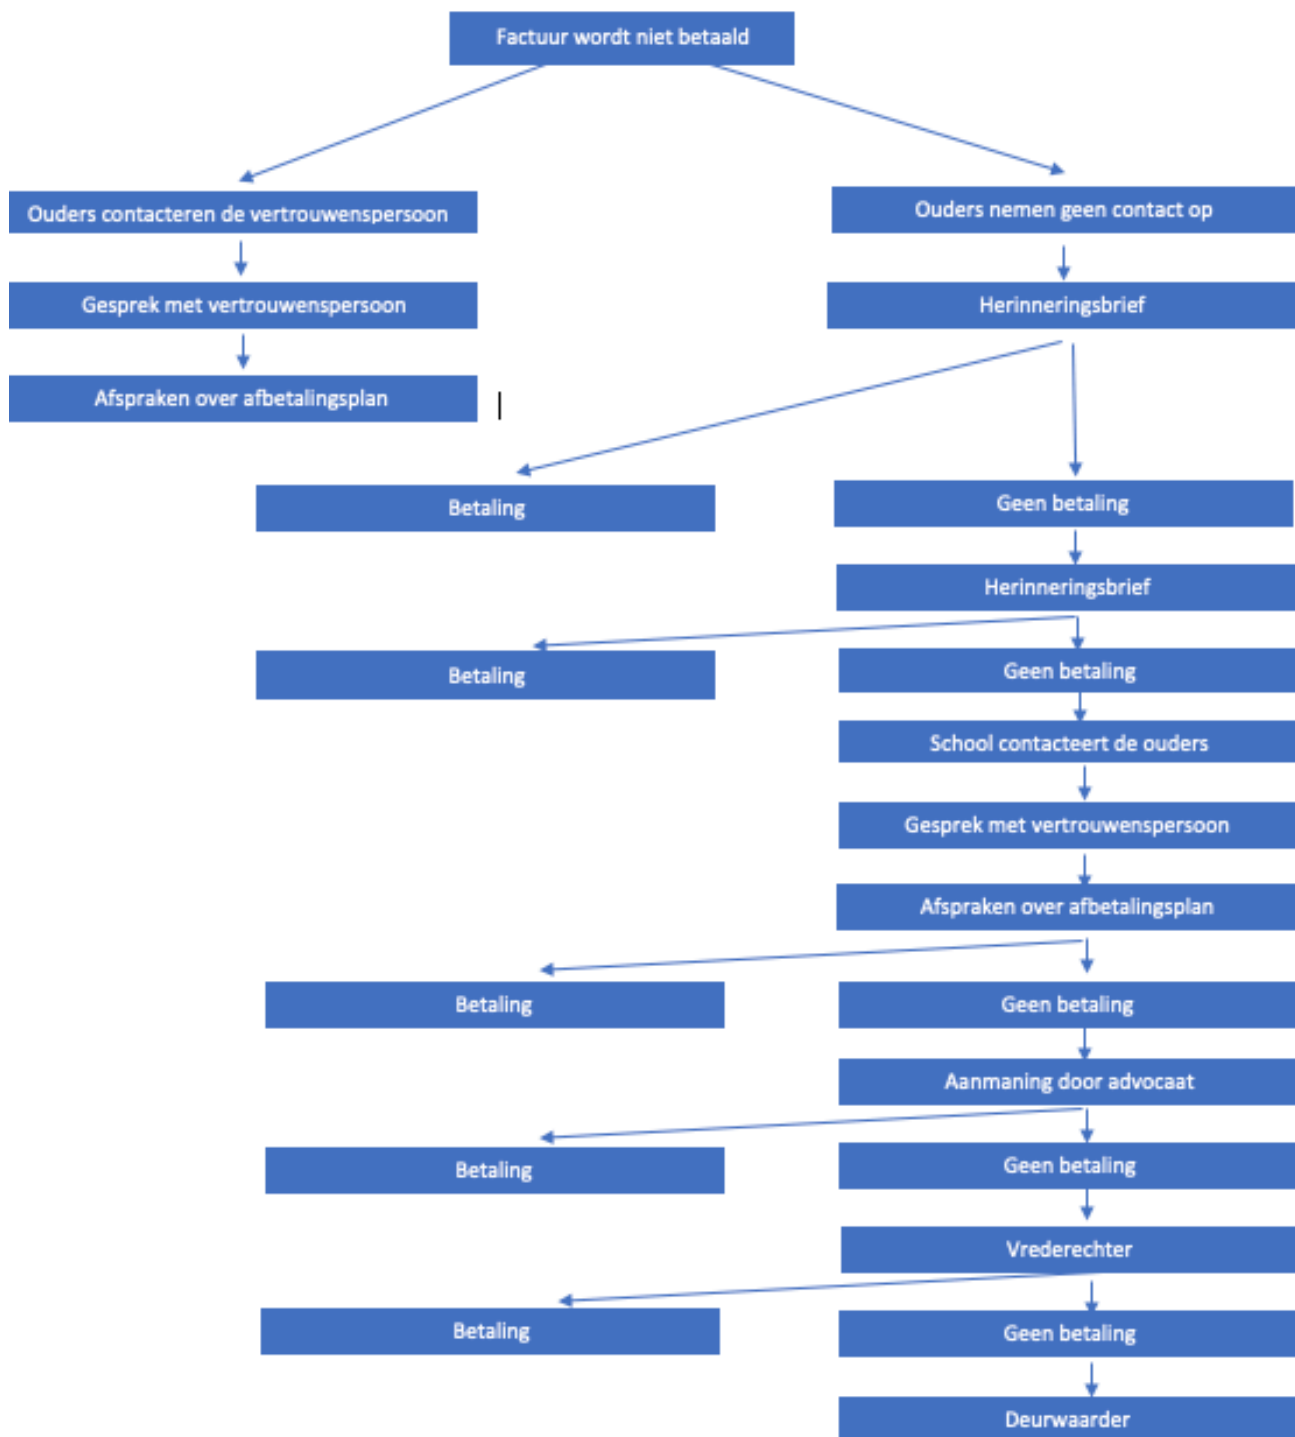 Factuur wordt niet betaald
Ouders contacteren de vertrouwenspersoon
Ouders nemen geen contact op
Gesprek met vertrouwenspersoon
Herinneringsbrief
Afspraken over afbetalingsplan
Betaling
Geen betaling
Herinneringsbrief
Betaling
Geen betaling
School contacteert de ouders
Gesprek met vertrouwenspersoon
Afspraken over afbetalingsplan
Betaling
Geen betaling
Aanmaning door advocaat
Betaling
Geen betaling
Vrederechter
Betaling
Geen betaling
Deurwaarder